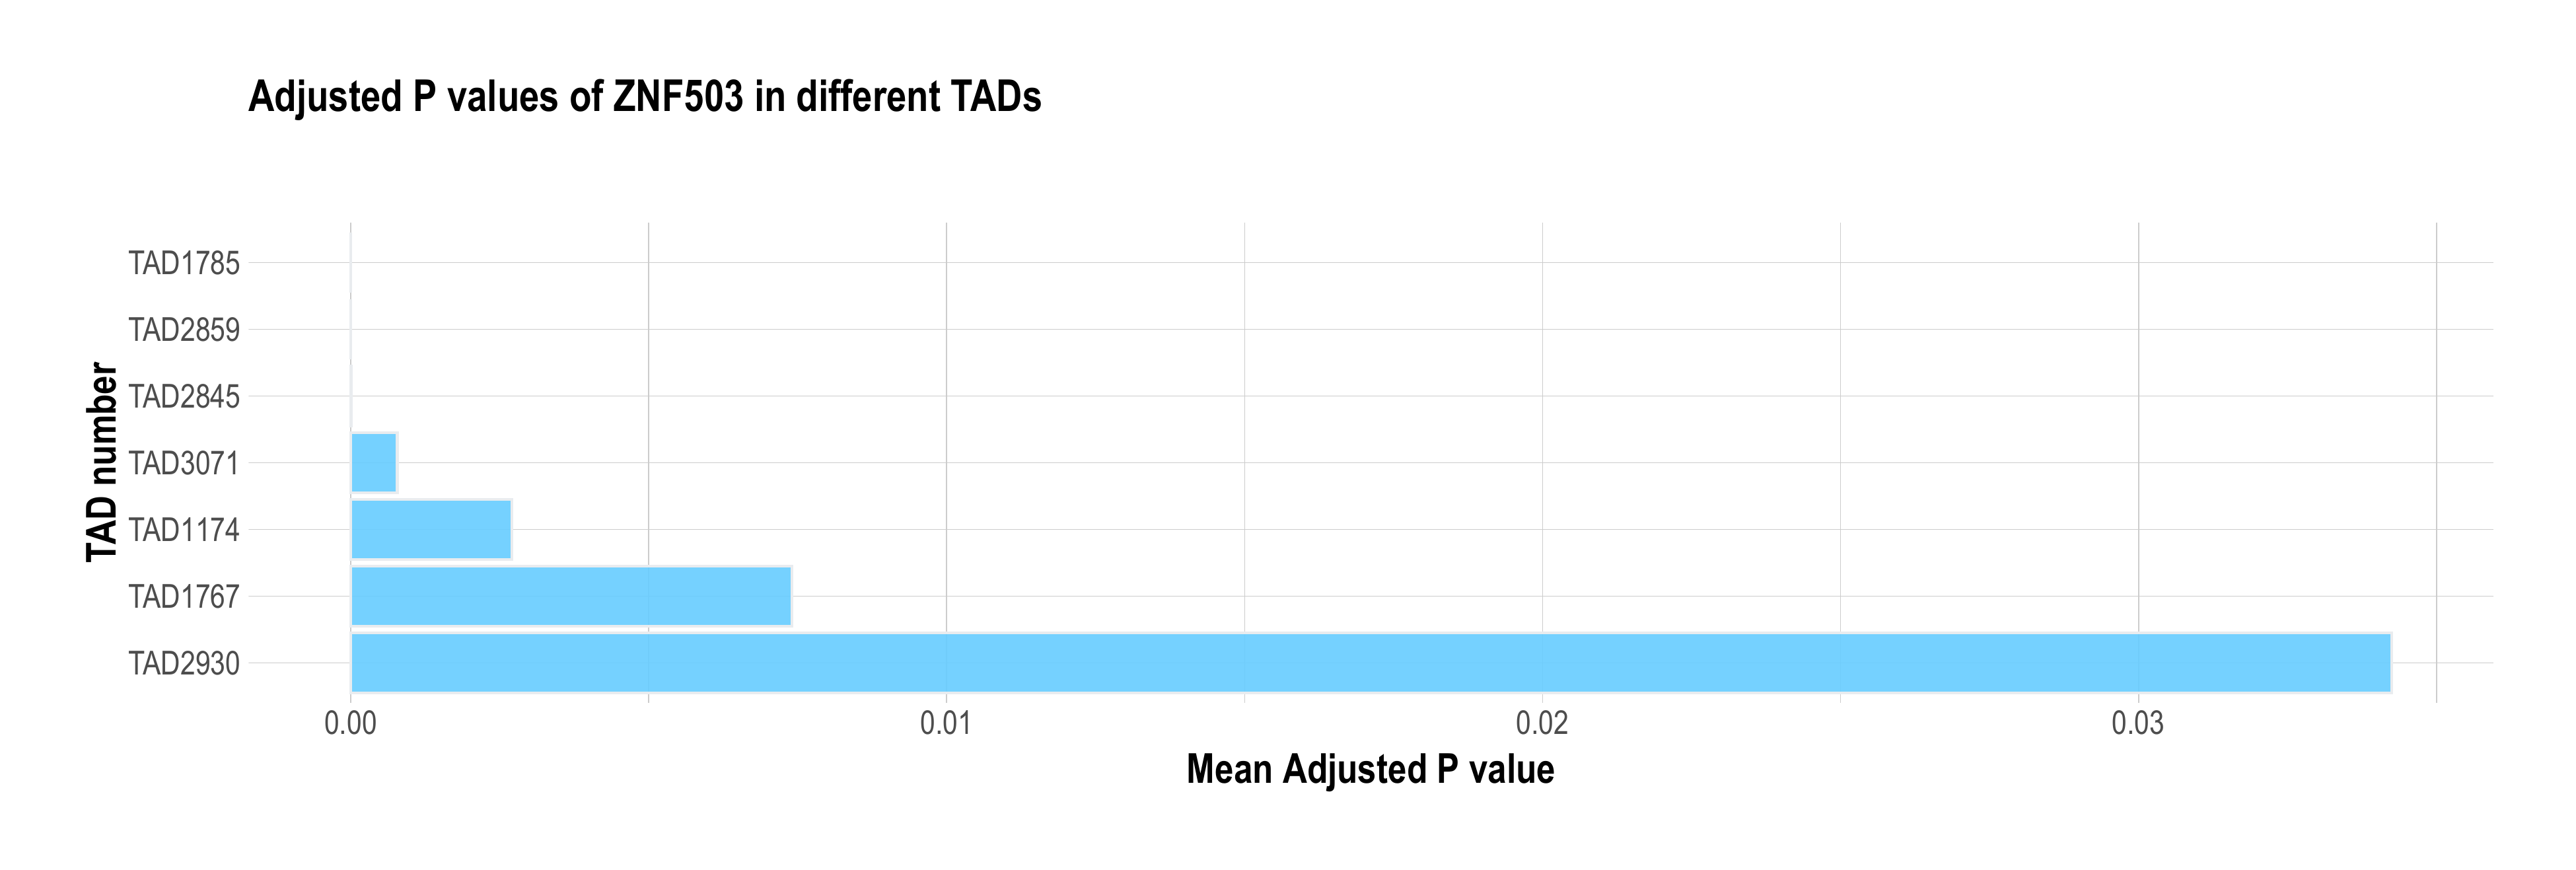 Adjusted P values of ZNF503 in different TADs
TAD number
TAD1785
TAD2859
TAD2845
TAD3071
TAD1174
TAD1767
TAD2930
0.00 0.01 0.02 0.03
Mean Adjusted P value